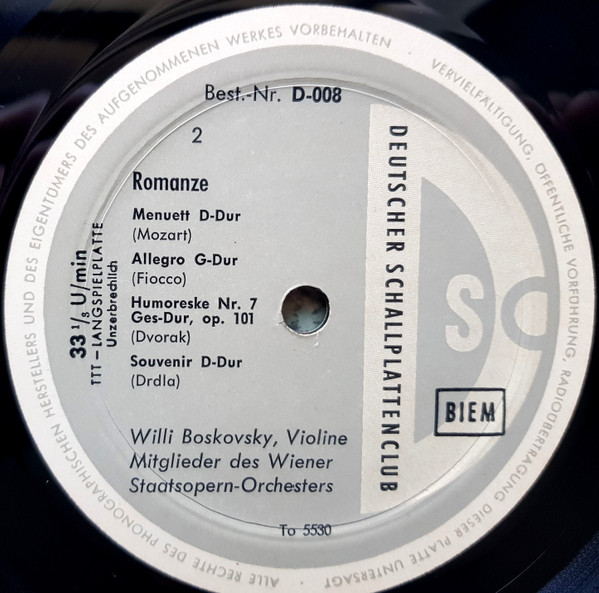 Best.-Nr. D-008
2
Romanze
Menuett D-Dur
(Mozart)
Allegro G-Dur
(Fiocco)
Humoreske Nr. 7
Ges-Dur, op. 101
(Dvorak)
Souvenir D-Dur
(Drdla)
Willi Boskovsky, Violine
Mitglieder des Wiener
Staatsopern-Orchesters
To 5530
33 1/3 U/min
TTT – LANGSPIELPLATTE
Unzerbrechlich
DEUTSCHER SCHALLPLATTENCLUB
SC
BIEM
ALLE RECHTE DES PHONOGRAPHISCHEN HERSTELLERS UND DES EIGENTÜMERS DES AUFGENOMMENEN WERKES VORBEHALTEN
VERVIELFÄLTIGUNG, ÖFFENTLICHE VORFÜHRUNG, RADIOÜBERTRAGUNG DIESER PLATTE UNTERSAGT